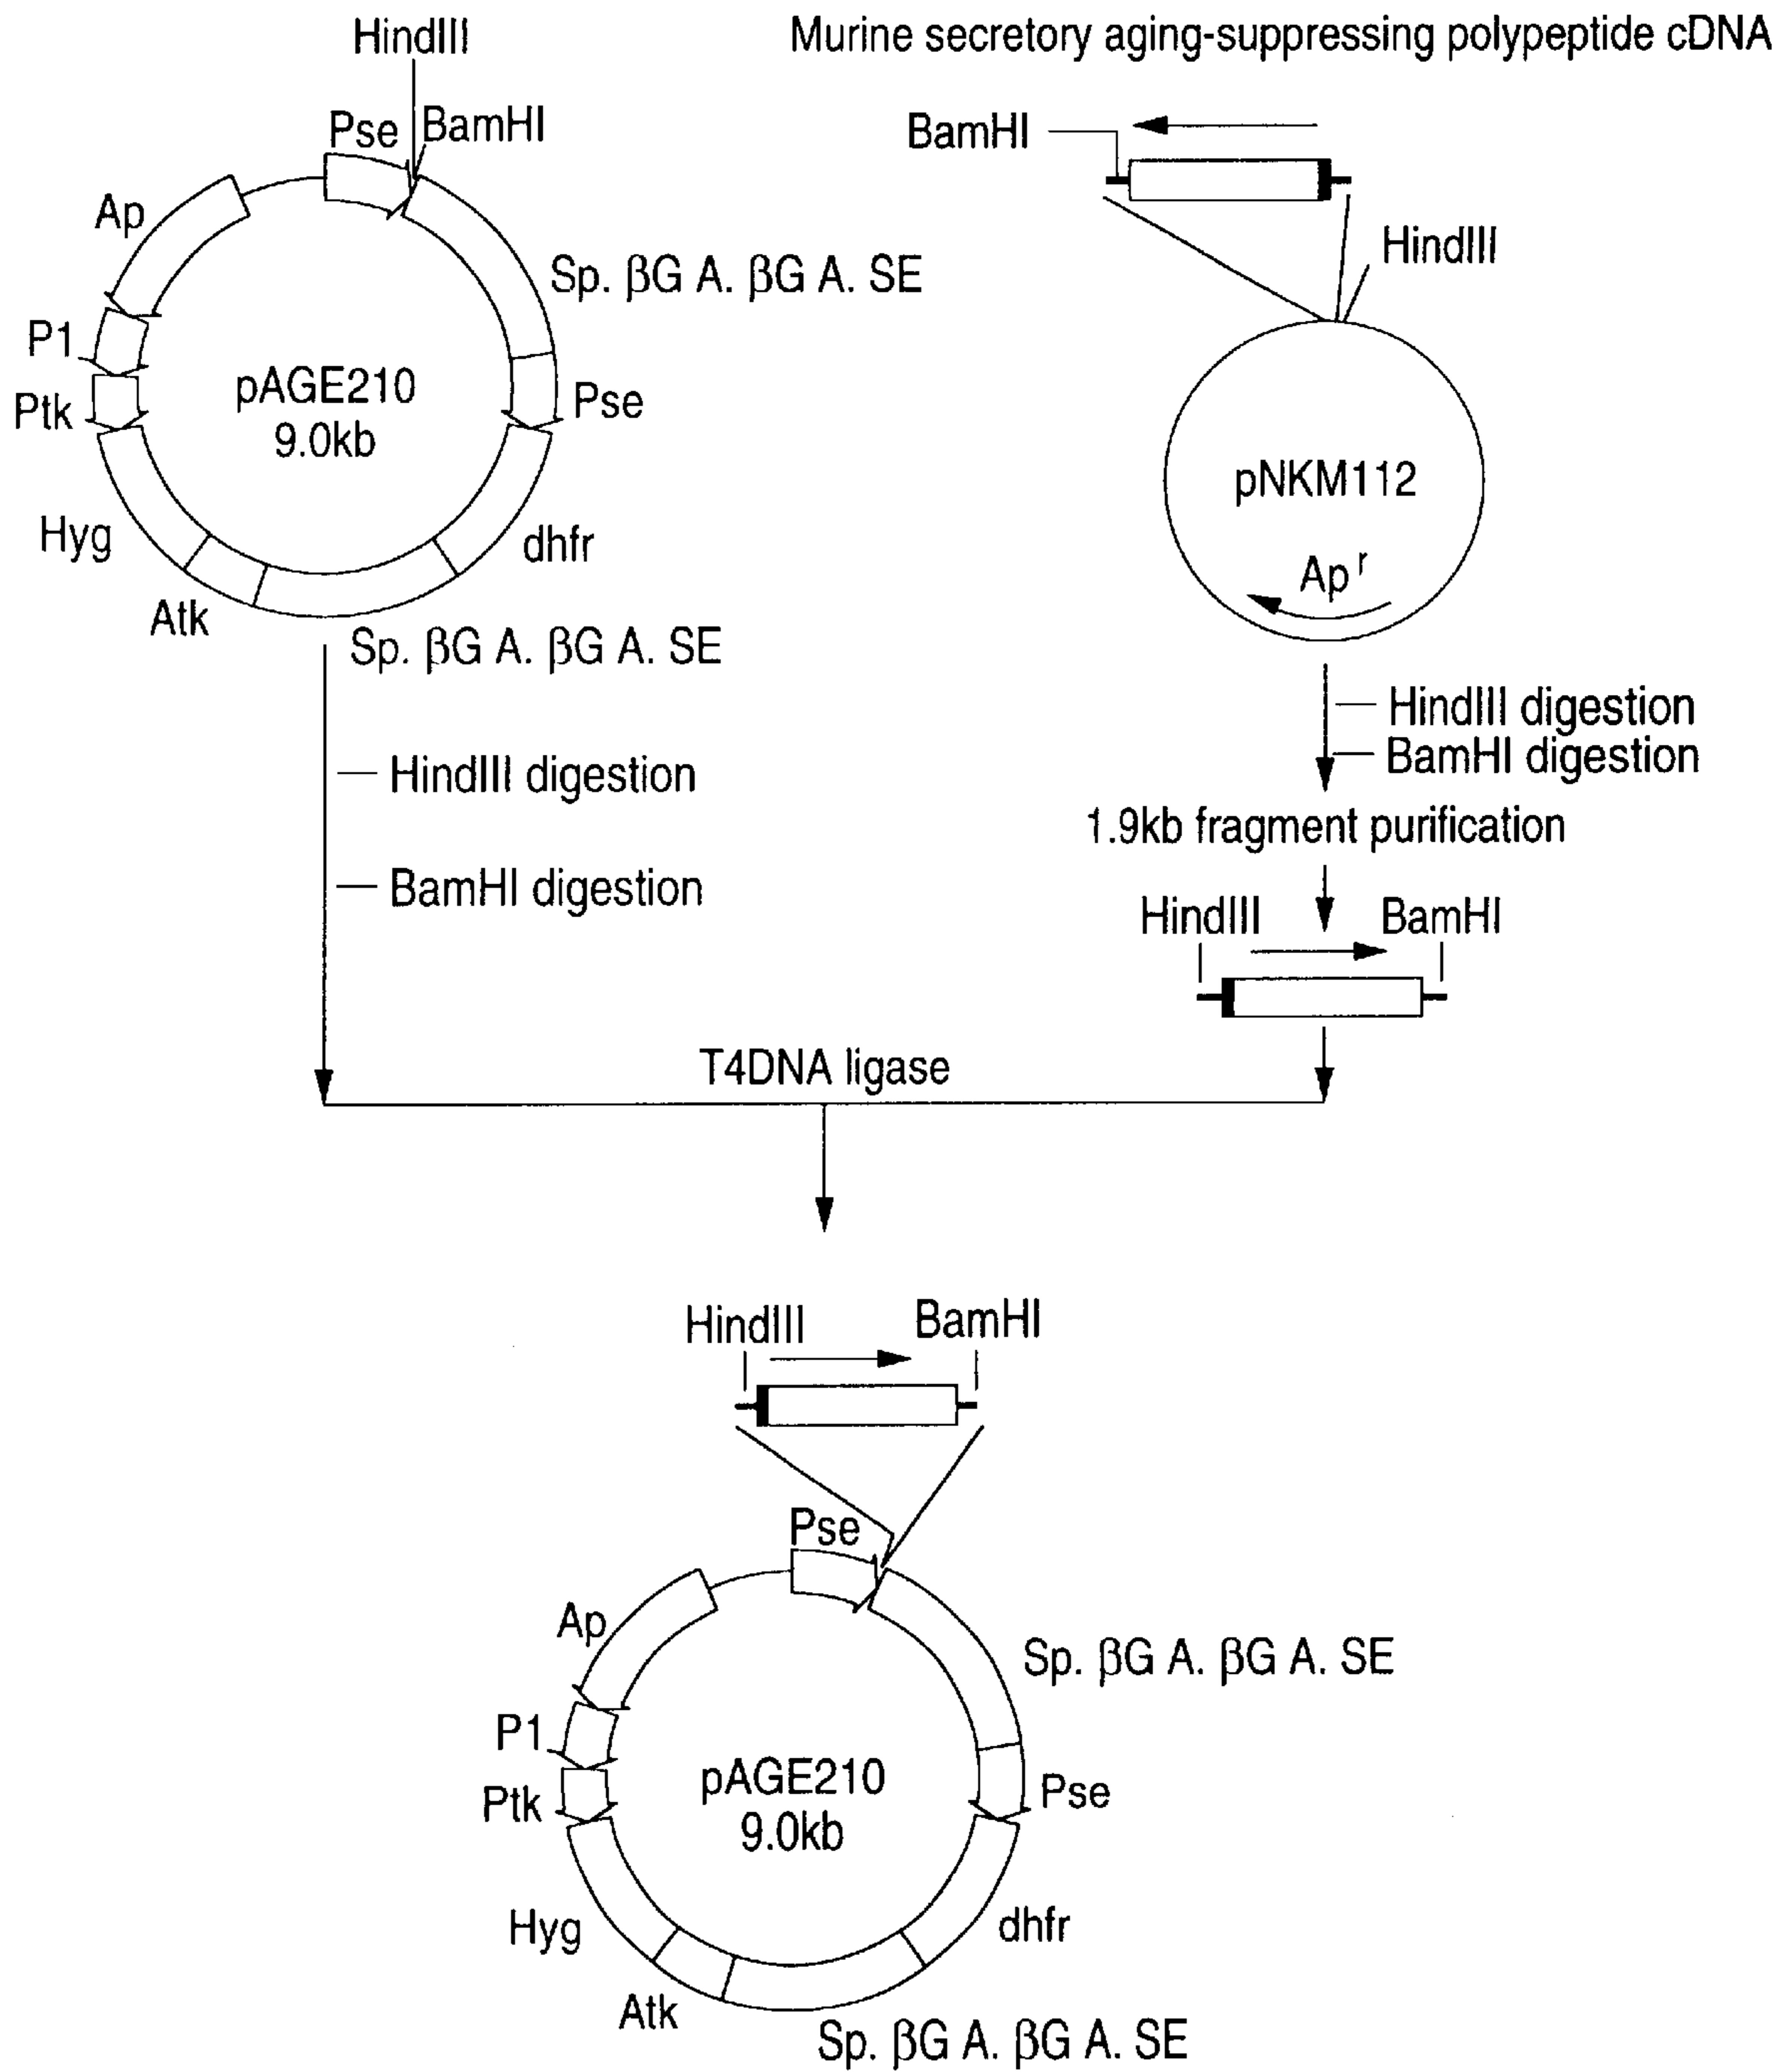 HindIII
Pse
BamHI
Ap
Sp. βG A. βG A. SE
P1
Ptk
pAGE210
9.0kb
Pse
Hyg
dhfr
Atk
Sp. βG A. βG A. SE
Murine secretory aging-suppressing polypeptide cDNA
BamHI
HindIII
pNKM112
Ap r
HindIII digestion
BamHI digestion
HindIII digestion
BamHI digestion
1.9kb fragment purification
HindIII
BamHI
T4DNA ligase
HindIII
BamHI
Pse
Ap
Sp. βG A. βG A. SE
P1
Ptk
pAGE210
9.0kb
Pse
Hyg
dhfr
Atk
Sp. βG A. βG A. SE